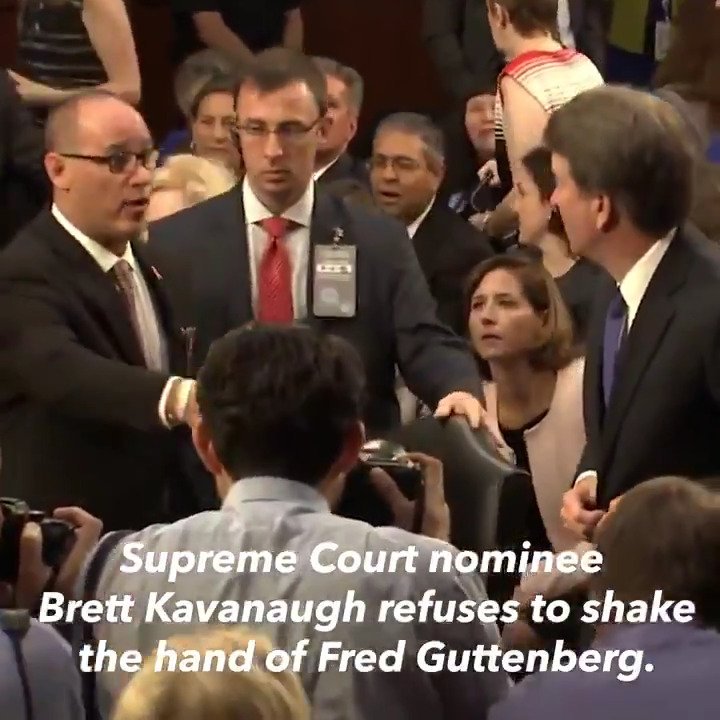 Supreme Court nominee
Brett Kavanaugh refuses to shake
the hand of Fred Guttenberg.